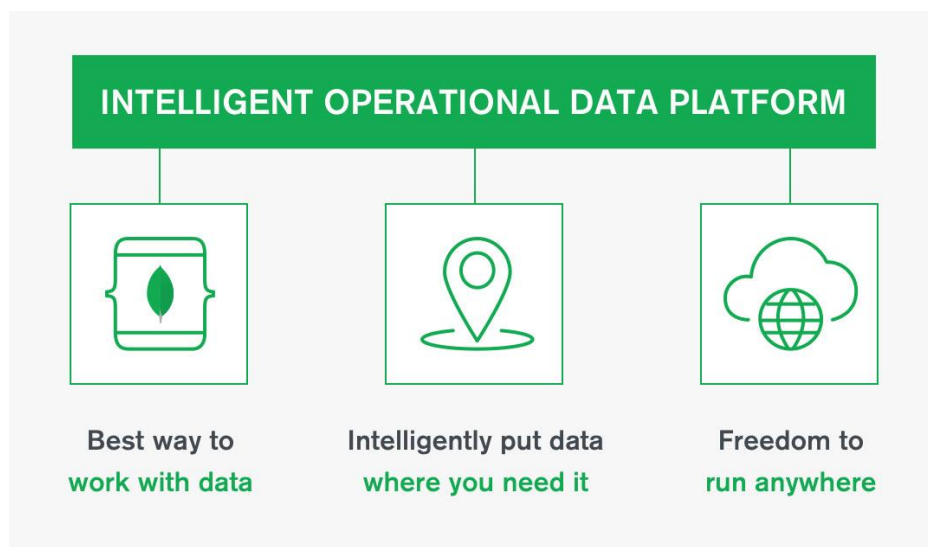 INTELLIGENT OPERATIONAL DATA PLATFORM
Best way to
work with data
Intelligently put data
where you need it
Freedom to
run anywhere